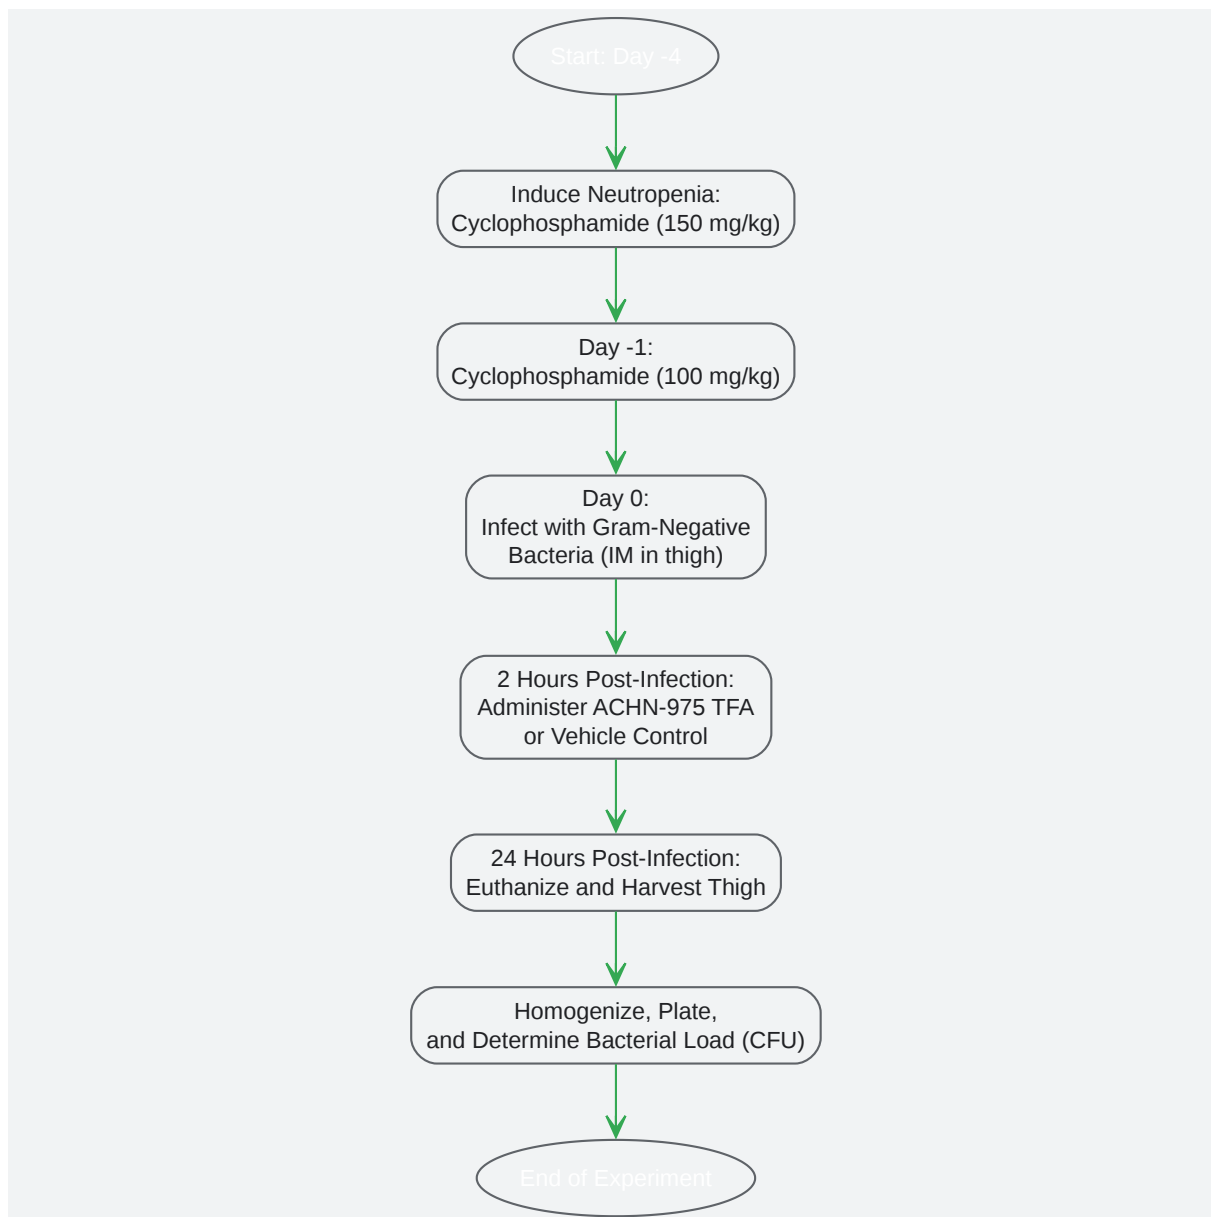 Start: Day -4
Induce Neutropenia:
Cyclophosphamide (150 mg/kg)
Day -1:
Cyclophosphamide (100 mg/kg)
Day 0:
Infect with Gram-Negative
Bacteria (IM in thigh)
2 Hours Post-Infection:
Administer ACHN-975 TFA
or Vehicle Control
24 Hours Post-Infection:
Euthanize and Harvest Thigh
Homogenize, Plate,
and Determine Bacterial Load (CFU)
End of Experiment